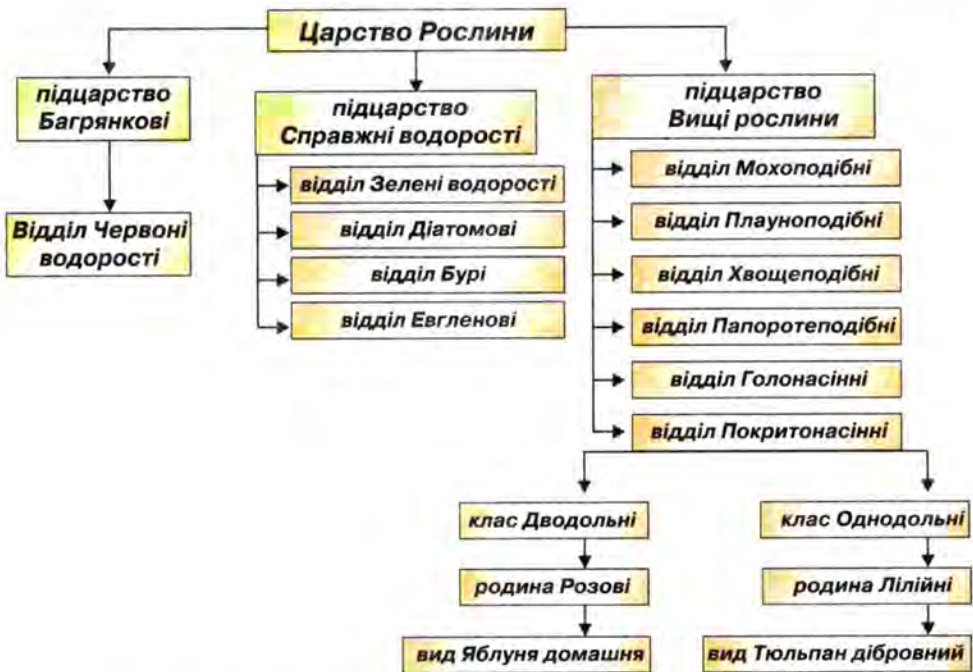 Царство Рослини
підцарство
Багрянкові
Відділ Червоні
водорості
підцарство
Справжні водорості
відділ Зелені водорості
відділ Діатомові
відділ Бурі
відділ Евгленові
підцарство
Вищі рослини
відділ Мохоподібні
відділ Плауноподібні
відділ Хвощеподібні
відділ Папоротеподібні
відділ Голонасінні
відділ Покритонасінні
клас Дводольні
родина Розові
вид Яблуня домашня
клас Однодольні
родина Лілійні
вид Тюльпан дібровний